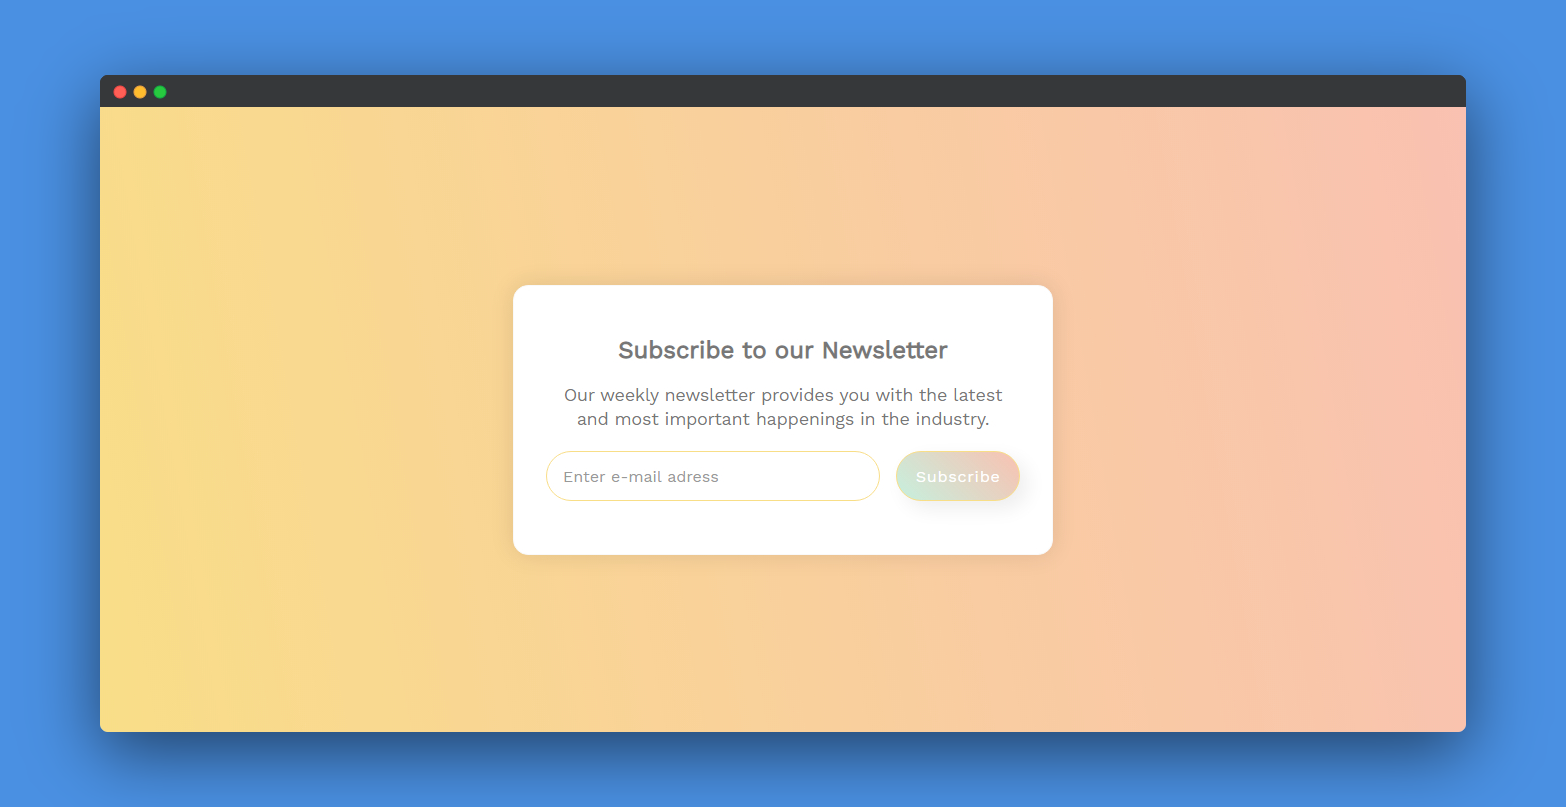 Subscribe to our Newsletter
Our weekly newsletter provides you with the latest
and most important happenings in the industry.
Enter e-mail adress
Subscribe